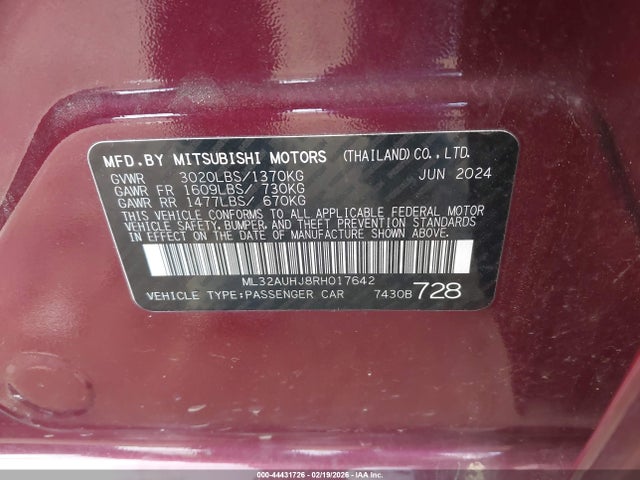 MFD.BY MITSUBISHI MOTORS (THAILAND)CO.,LTD.
GVWR 3020LBS/1370KG JUN 2024
GAWR FR 1609LBS/ 730KG
GAWR RR 1477LBS/ 670KG
THIS VEHICLE CONFORMS TO ALL APPLICABLE FEDERAL MOTOR
VEHICLE SAFETY, BUMPER, AND THEFT PREVENTION STANDARDS
IN EFFECT ON THE DATE OF MANUFACTURE SHOWN ABOVE.
ML32AUHJ8RH017642
VEHICLE TYPE:PASSENGER CAR 7430B 728
00-44431726 - 02/19/2026 - IAA Inc.